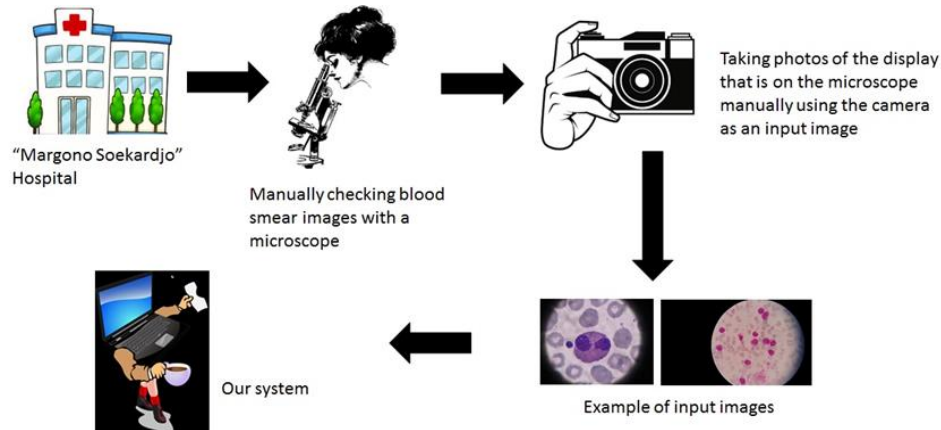 “Margono Soekardjo”
Hospital
Manually checking blood
smear images with a
microscope
Taking photos of the display
that is on the microscope
manually using the camera
as an input image
Example of input images
Our system